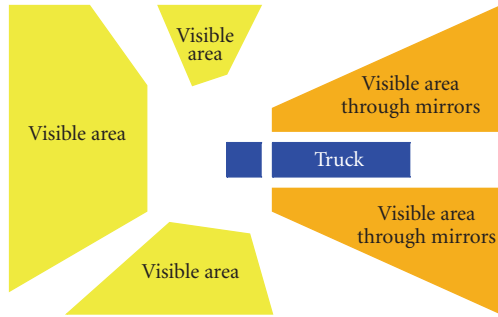 Visible
area
Visible area
through mirrors
Visible area
Truck
Visible area
through mirrors
Visible area